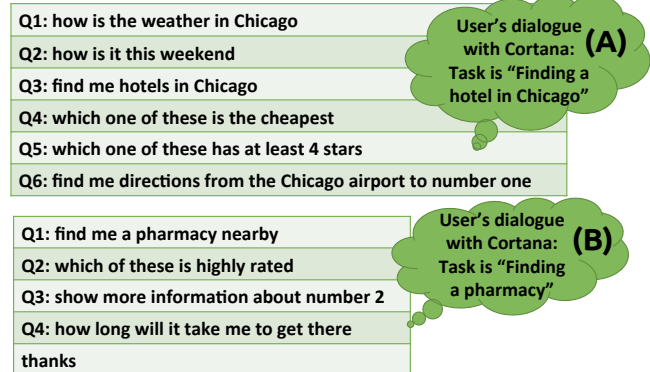 Q1: how is the weather in Chicago
Q2: how is it this weekend
Q3: find me hotels in Chicago
Q4: which one of these is the cheapest
Q5: which one of these has at least 4 stars
Q6: find me directions from the Chicago airport to number one
User's dialogue
with Cortana:
Task is "Finding a
hotel in Chicago"
(A)
Q1: find me a pharmacy nearby
Q2: which of these is highly rated
Q3: show more information about number 2
Q4: how long will it take me to get there
thanks
User's dialogue
with Cortana:
Task is "Finding
a pharmacy"
(B)